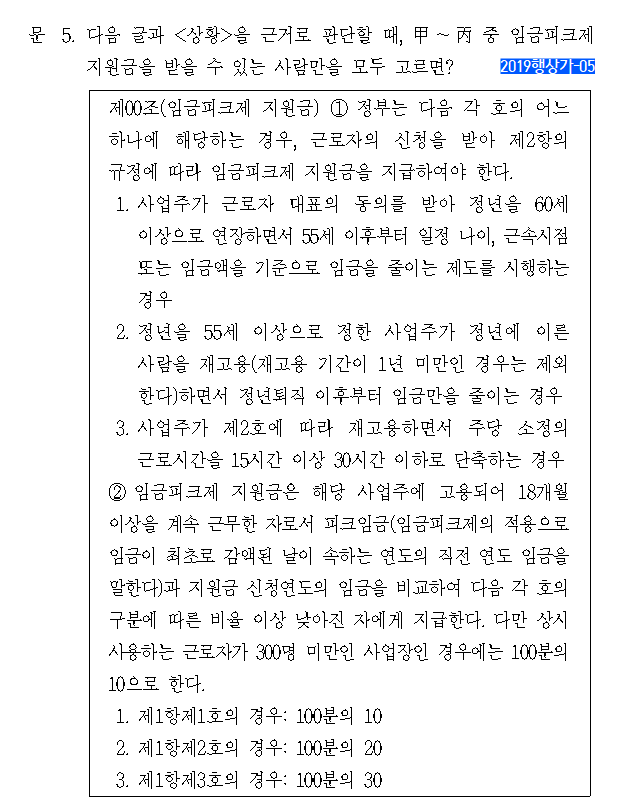 문 5. 다음 글과 <상황>을 근거로 판단할 때, 甲 ~ 丙 중 임금피크제
지원금을 받을 수 있는 사람만을 모두 고르면?
2019행상가-05
제00조(임금피크제 지원금) ① 정부는 다음 각 호의 어느
하나에 해당하는 경우, 근로자의 신청을 받아 제2항의
규정에 따라 임금피크제 지원금을 지급하여야 한다.
1. 사업주가 근로자 대표의 동의를 받아 정년을 60세
이상으로 연장하면서 55세 이후부터 일정 나이, 근속시점
또는 임금액을 기준으로 임금을 줄이는 제도를 시행하는
경우
2. 정년을 55세 이상으로 정한 사업주가 정년에 이른
사람을 재고용(재고용 기간이 1년 미만인 경우는 제외
한다)하면서 정년퇴직 이후부터 임금만을 줄이는 경우
3. 사업주가 제2호에 따라 재고용하면서 주당 소정의
근로시간을 15시간 이상 30시간 이하로 단축하는 경우
② 임금피크제 지원금은 해당 사업주에 고용되어 18개월
이상을 계속 근무한 자로서 피크임금(임금피크제의 적용으로
임금이 최초로 감액된 날이 속하는 연도의 직전 연도 임금을
말한다)과 지원금 신청연도의 임금을 비교하여 다음 각 호의
구분에 따른 비율 이상 낮아진 자에게 지급한다. 다만 상시
사용하는 근로자가 300명 미만인 사업장인 경우에는 100분의
10으로 한다.
1. 제1항제1호의 경우: 100분의 10
2. 제1항제2호의 경우: 100분의 20
3. 제1항제3호의 경우: 100분의 30